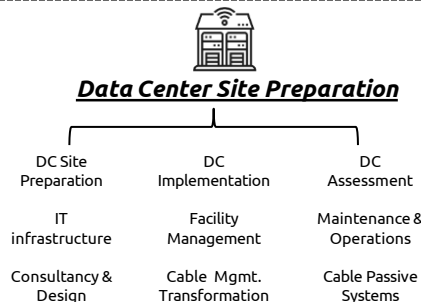 Data Center Site Preparation
DC Site
Preparation
DC
Implementation
DC
Assessment
IT
infrastructure
Facility
Management
Maintenance &
Operations
Consultancy &
Design
Cable Mgmt.
Transformation
Cable Passive
Systems